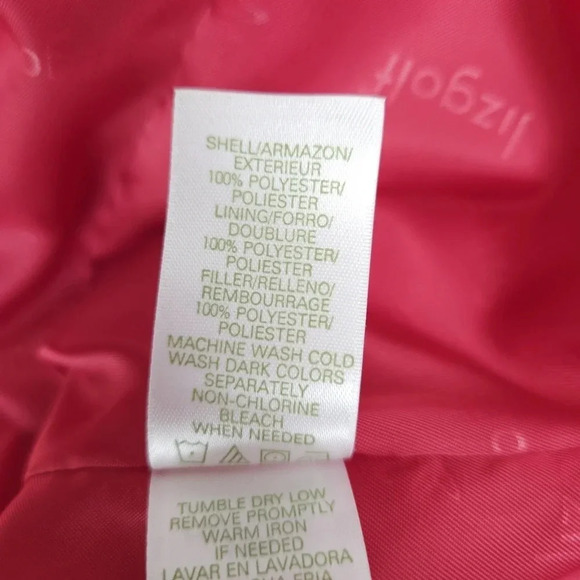 lizgolf
SHELL/ARMAZON/
EXTERIEUR
100% POLYESTER/
POLIESTER
LINING/FORRO/
DOUBLURE
100% POLYESTER/
POLIESTER
FILLER/RELLENO/
REMBOURRAGE
100% POLYESTER/
POLIESTER
MACHINE WASH COLD
WASH DARK COLORS
SEPARATELY
NON-CHLORINE
BLEACH
WHEN NEEDED
TUMBLE DRY LOW
REMOVE PROMPTLY
WARM IRON
IF NEEDED
LAVAR EN LAVADORA